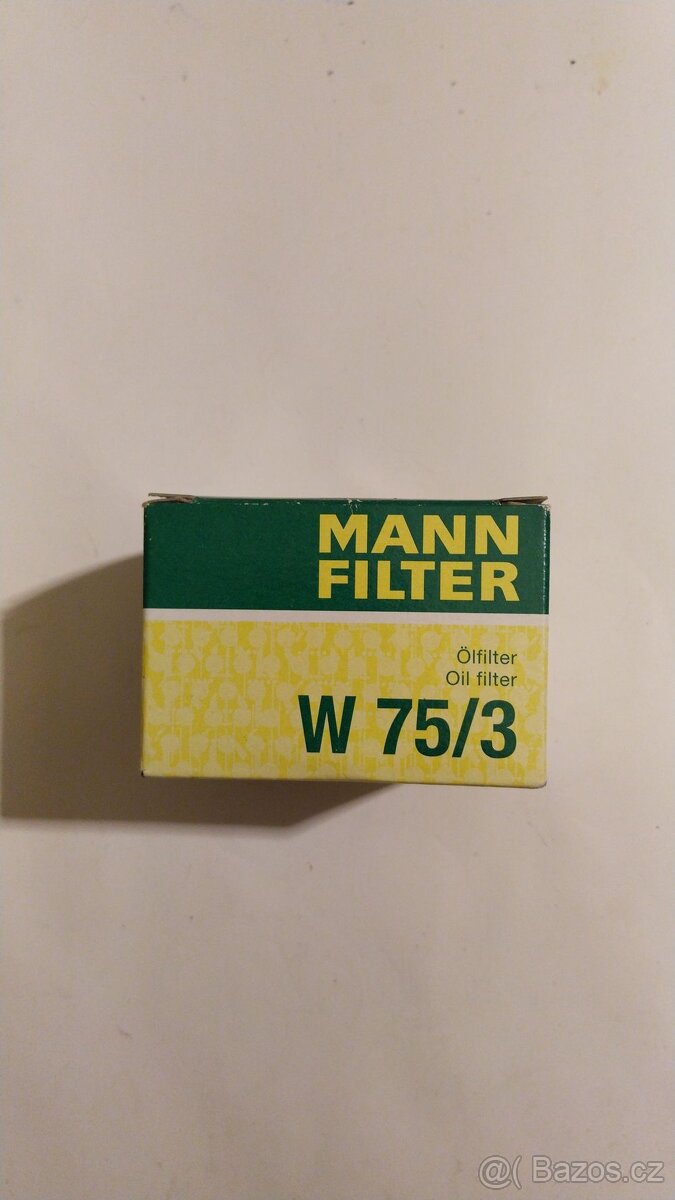 MANN
FILTER
Ölfilter
Oil filter
W 75/3
@( Bazos.cz